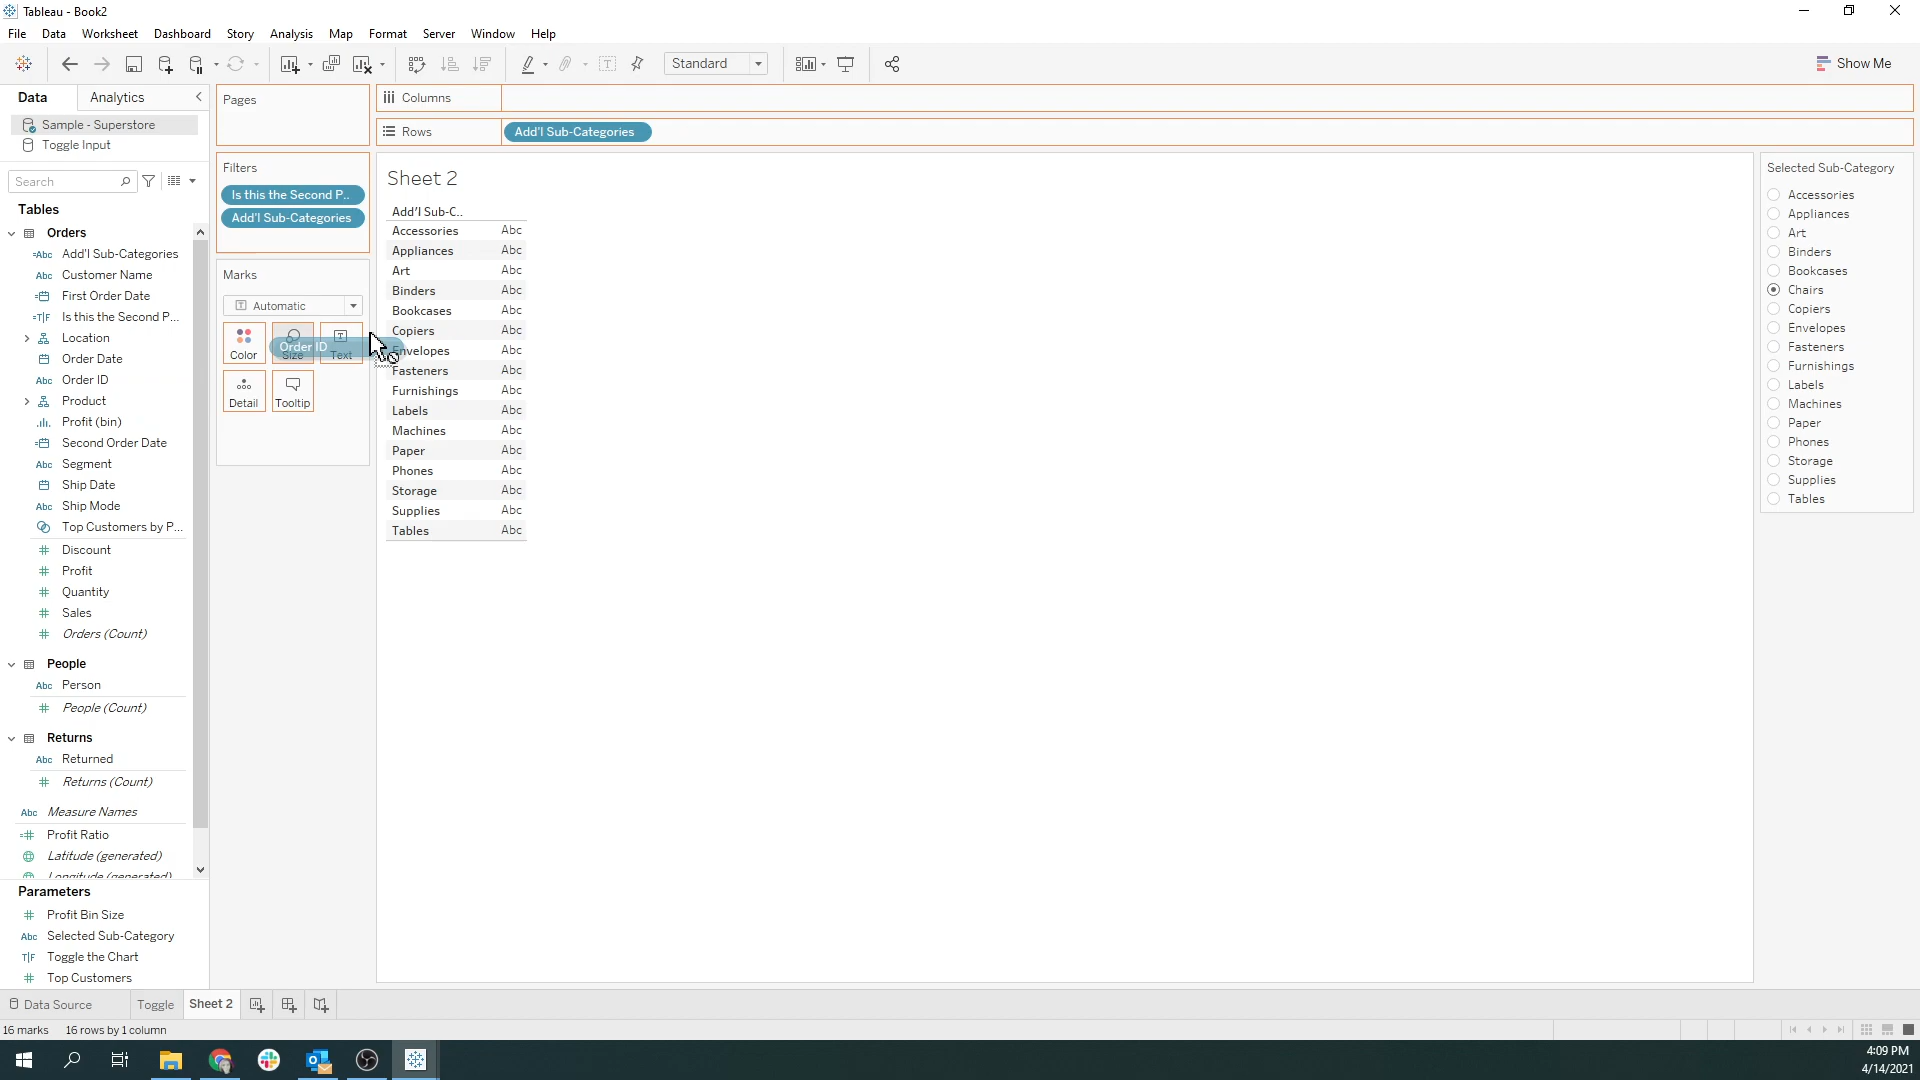 Tableau - Book2
File Data Worksheet Dashboard Story Analysis Map Format Server Window Help
Standard
Show Me
Data Analytics
Sample - Superstore
Toggle Input
Search
Tables
Orders
Add'l Sub-Categories
Customer Name
First Order Date
Is this the Second P...
Location
Order Date
Order ID
Product
Profit (bin)
Second Order Date
Segment
Ship Date
Ship Mode
Top Customers by P...
Discount
Profit
Quantity
Sales
Orders (Count)
People
Person
People (Count)
Returns
Returned
Returns (Count)
Measure Names
Profit Ratio
Latitude (generated)
Longitude (generated)
Parameters
Profit Bin Size
Selected Sub-Category
Toggle the Chart
Top Customers
Pages
Filters
Is this the Second P..
Add'l Sub-Categories
Marks
Automatic
Color Size Text
Order ID
Detail Tooltip
Columns
Rows Add'l Sub-Categories
Sheet 2
Add'l Sub-C..
Accessories Abc
Appliances Abc
Art Abc
Binders Abc
Bookcases Abc
Copiers Abc
Envelopes Abc
Fasteners Abc
Furnishings Abc
Labels Abc
Machines Abc
Paper Abc
Phones Abc
Storage Abc
Supplies Abc
Tables Abc
Selected Sub-Category
Accessories
Appliances
Art
Binders
Bookcases
Chairs
Copiers
Envelopes
Fasteners
Furnishings
Labels
Machines
Paper
Phones
Storage
Supplies
Tables
Data Source Toggle Sheet 2
16 marks 16 rows by 1 column
4:09 PM
4/14/2021